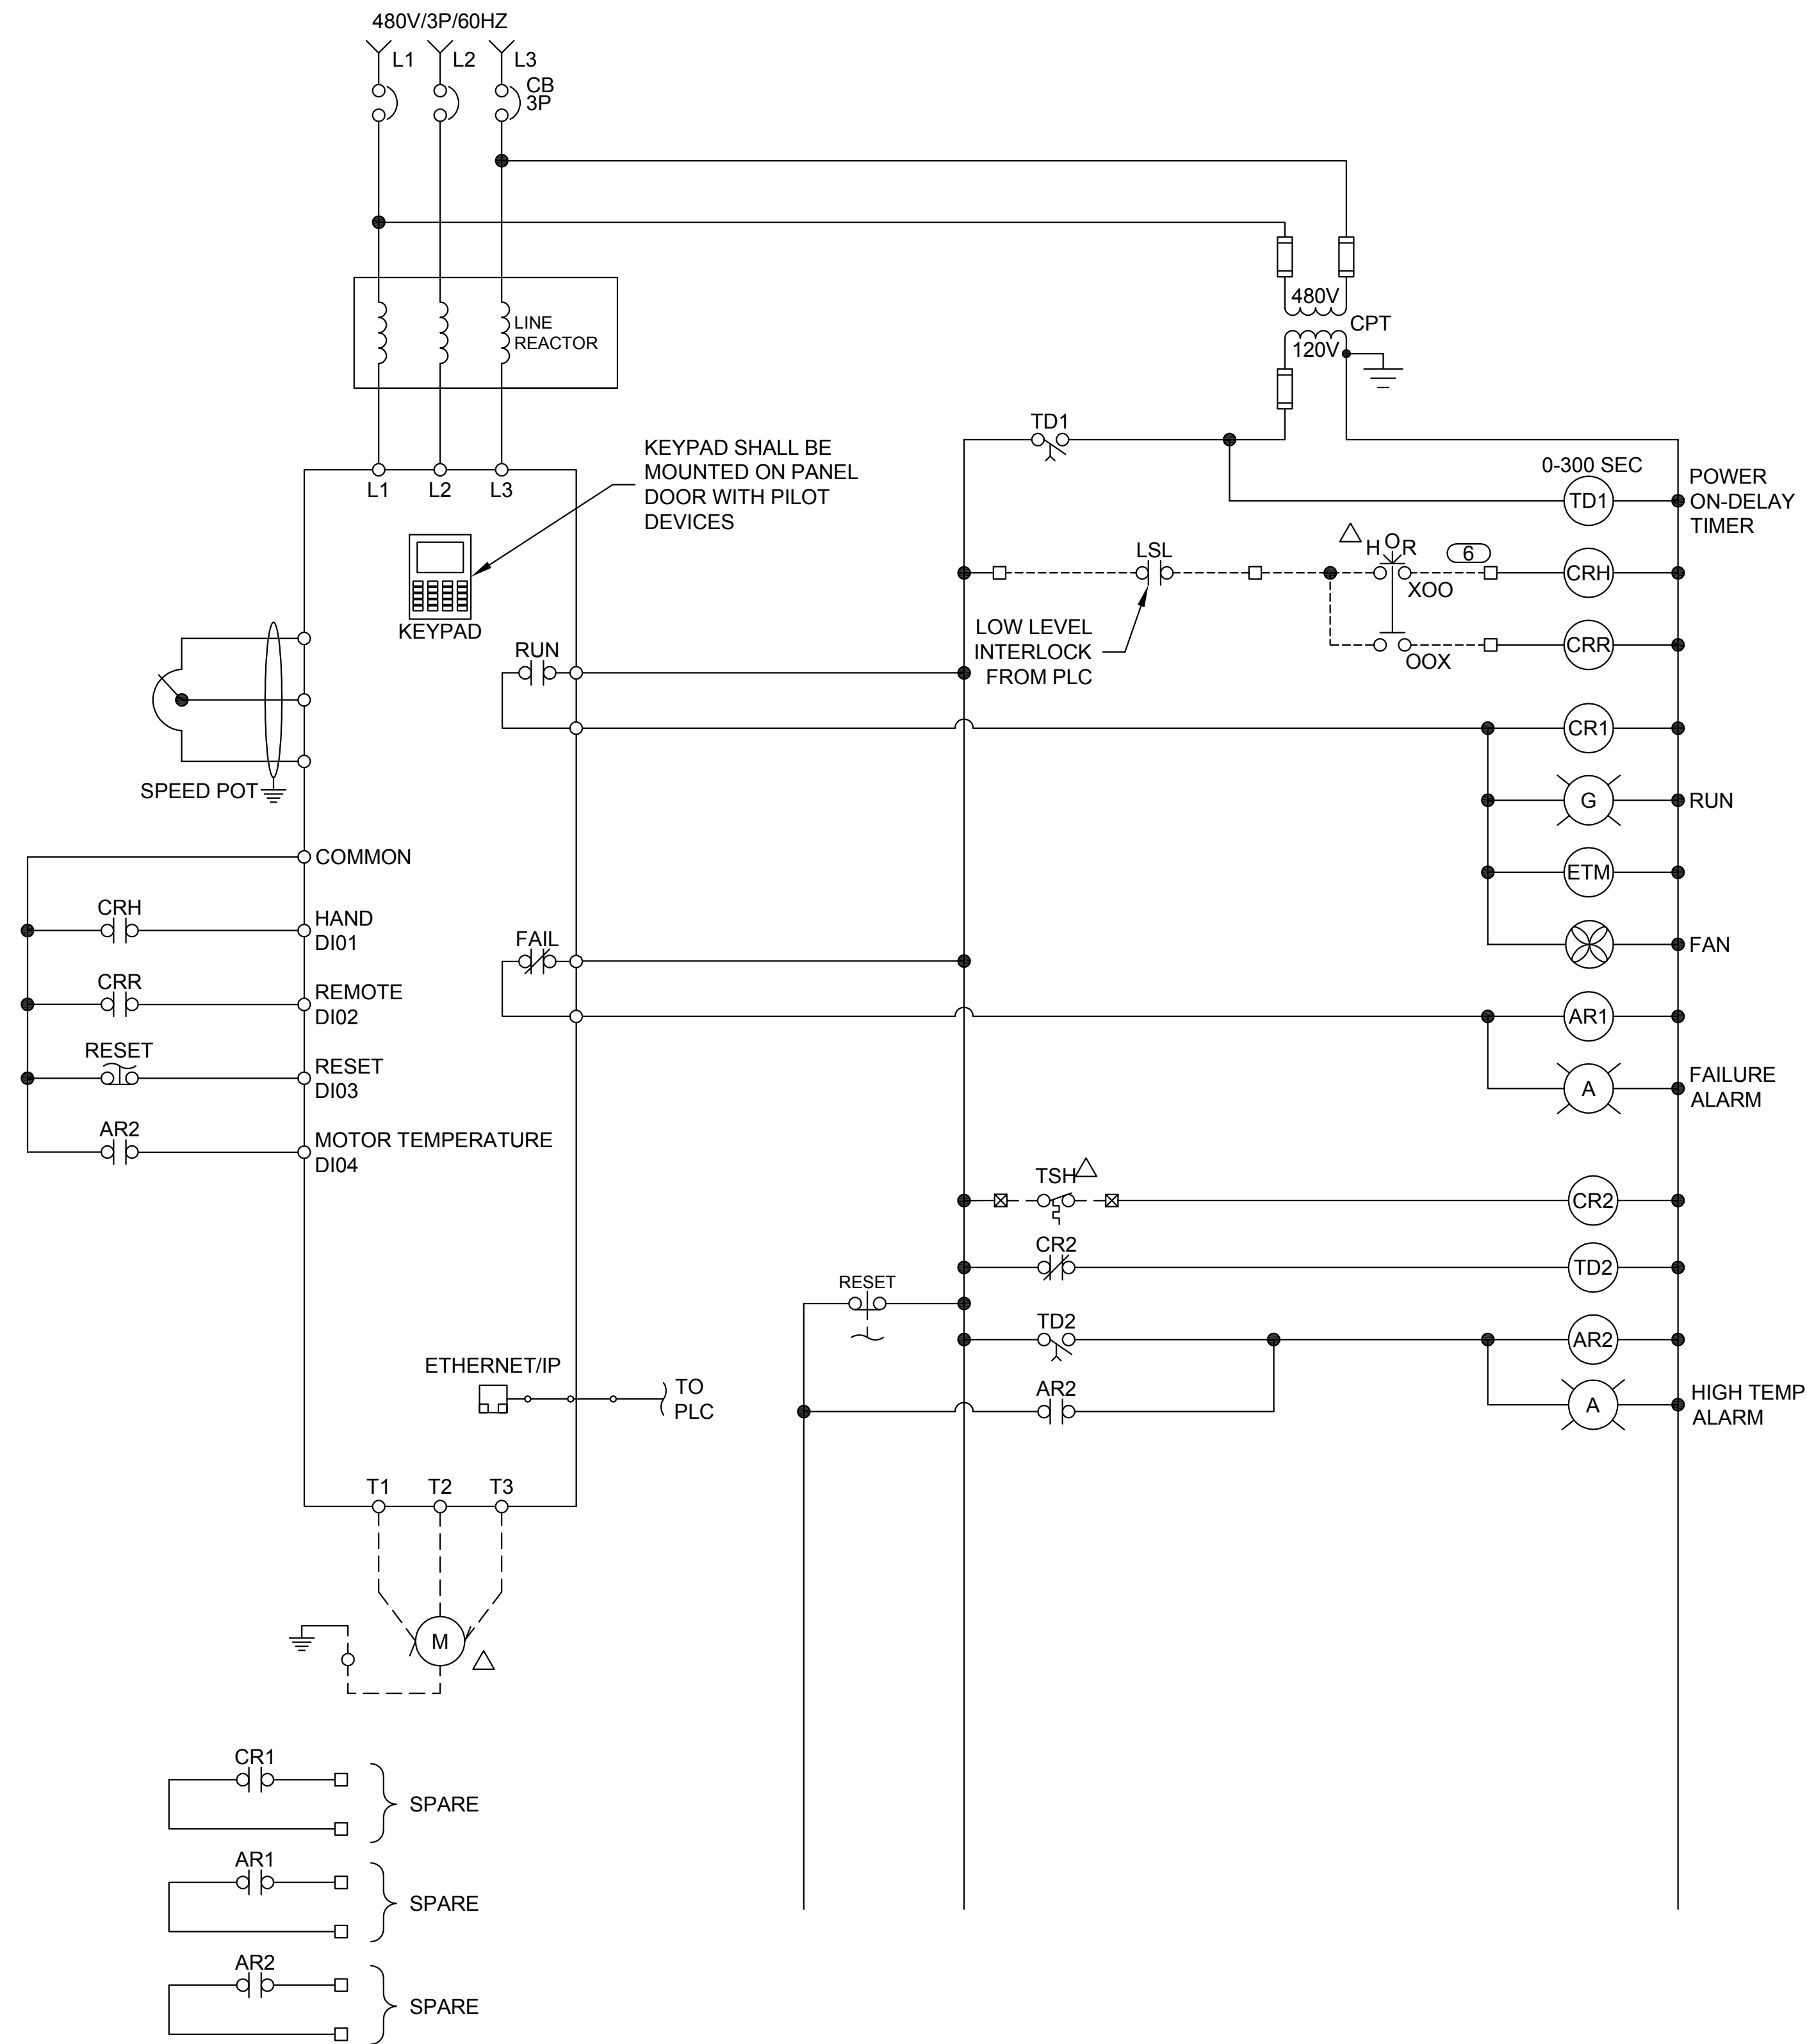 480V/3P/60HZ
L1
L2
L3
CB
3P
LINE
REACTOR
480V
CPT
120V
L1
L2
L3
KEYPAD
KEYPAD SHALL BE
MOUNTED ON PANEL
DOOR WITH PILOT
DEVICES
TD1
0-300 SEC
TD1
POWER
ON-DELAY
TIMER
LSL
H O R
6
XOO
CRH
LOW LEVEL
INTERLOCK
FROM PLC
OOX
CRR
RUN
CR1
SPEED POT
G
RUN
COMMON
ETM
CRH
HAND
DI01
FAIL
FAN
CRR
REMOTE
DI02
AR1
RESET
RESET
DI03
A
FAILURE
ALARM
AR2
MOTOR TEMPERATURE
DI04
TSH
CR2
CR2
TD2
RESET
TD2
AR2
ETHERNET/IP
TO
PLC
AR2
A
HIGH TEMP
ALARM
T1
T2
T3
M
CR1
SPARE
AR1
SPARE
AR2
SPARE